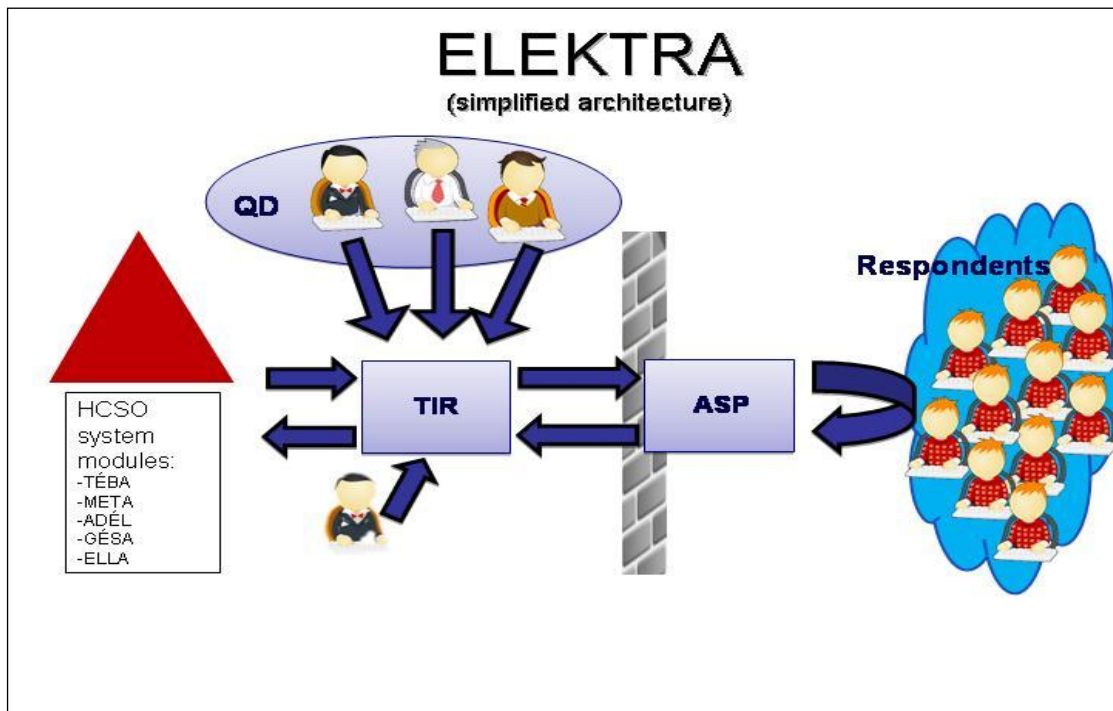 ELEKTRA
(simplified architecture)
QD
Respondents
TIR
ASP
HCSO
system
modules:
-TÉBA
-META
-ADÉL
-GÉSA
-ELLA